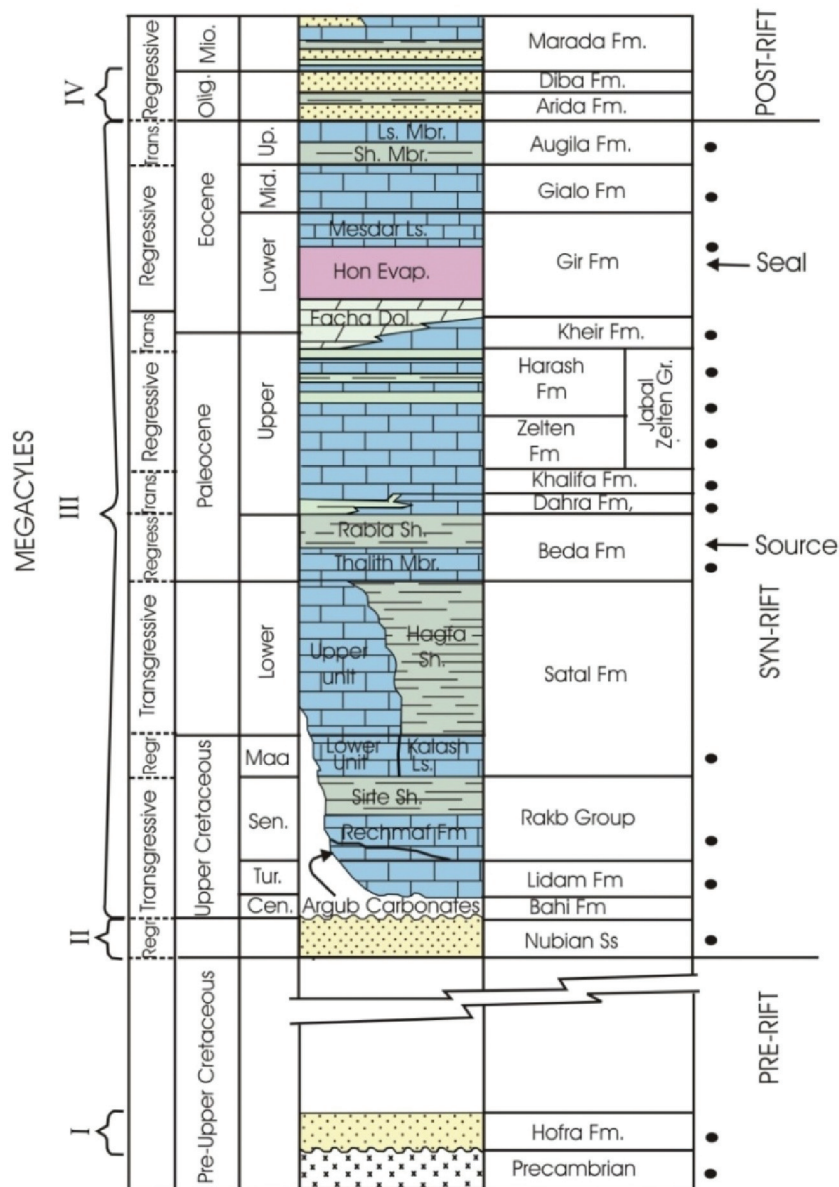 MEGACYLES
IV
III
II
I
Regressive
Trans.
Regressive
Trans
Regressive
Trans.
Regress
Transgressive
Regr
Transgressive
Regr
Mio.
Olig.
Eocene
Paleocene
Upper Cretaceous
Pre-Upper Cretaceous
Up.
Mid.
Lower
Upper
Lower
Maa
Sen.
Tur.
Cen.
Ls. Mbr.
Sh. Mbr.
Mesdar Ls.
Hon Evap.
Facha Dol.
Rabia Sh.
Thalith Mbr.
Upper
unit
Hagfa
Sh.
Lower
Unit
Kalash
Ls.
Sirte Sh.
Rechmaf Fm
Argub Carbonates
Marada Fm.
Diba Fm.
Arida Fm.
Augila Fm.
Gialo Fm
Gir Fm
Kheir Fm.
Harash
Fm
Zelten
Fm
Jabal
Zelten Gr.
Khalifa Fm.
Dahra Fm,
Beda Fm
Satal Fm
Rakb Group
Lidam Fm
Bahi Fm
Nubian Ss
Hofra Fm.
Precambrian
Seal
Source
POST-RIFT
SYN-RIFT
PRE-RIFT